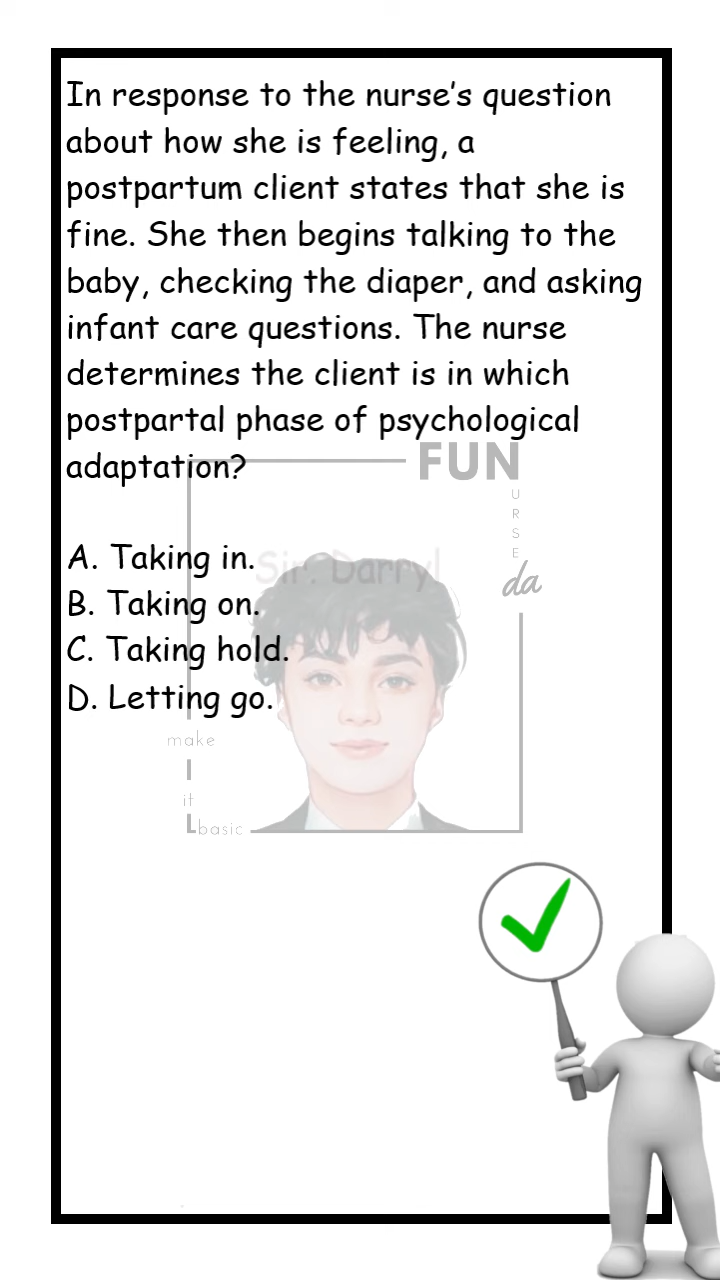 In response to the nurse’s question
about how she is feeling, a
postpartum client states that she is
fine. She then begins talking to the
baby, checking the diaper, and asking
infant care questions. The nurse
determines the client is in which
postpartal phase of psychological
adaptation?
FUN
U
R
S
E
da
Sir. Darryl
A. Taking in.
B. Taking on.
C. Taking hold.
D. Letting go.
make
I
it
Lbasic